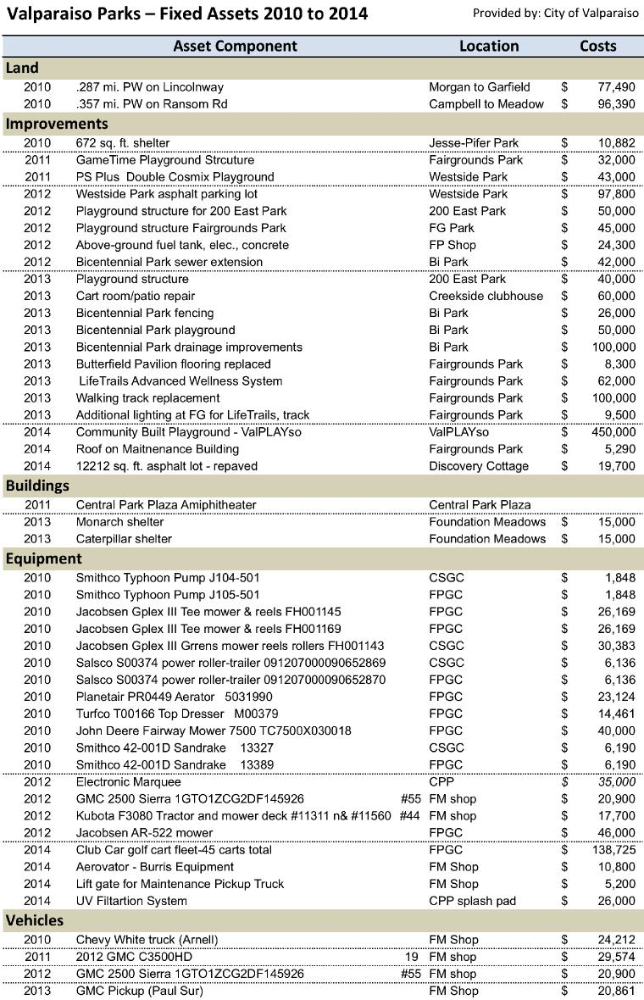 Valparaiso Parks – Fixed Assets 2010 to 2014 Provided by: City of Valparaiso
Asset Component Location Costs
Land
2010 .287 mi. PW on Lincolnway Morgan to Garfield $ 77,490
2010 .357 mi. PW on Ransom Rd Campbell to Meadow $ 96,390
Improvements
2010 672 sq. ft. shelter Jesse-Pifer Park $ 10,882
2011 GameTime Playground Strcuture Fairgrounds Park $ 32,000
2011 PS Plus Double Cosmix Playground Westside Park $ 43,000
2012 Westside Park asphalt parking lot Westside Park $ 97,800
2012 Playground structure for 200 East Park 200 East Park $ 50,000
2012 Playground structure Fairgrounds Park FG Park $ 45,000
2012 Above-ground fuel tank, elec., concrete FP Shop $ 24,300
2012 Bicentennial Park sewer extension Bi Park $ 42,000
2013 Playground structure 200 East Park $ 40,000
2013 Cart room/patio repair Creekside clubhouse $ 60,000
2013 Bicentennial Park fencing Bi Park $ 26,000
2013 Bicentennial Park playground Bi Park $ 50,000
2013 Bicentennial Park drainage improvements Bi Park $ 100,000
2013 Butterfield Pavilion flooring replaced Fairgrounds Park $ 8,300
2013 LifeTrails Advanced Wellness System Fairgrounds Park $ 62,000
2013 Walking track replacement Fairgrounds Park $ 100,000
2013 Additional lighting at FG for LifeTrails, track Fairgrounds Park $ 9,500
2014 Community Built Playground - ValPLAYso ValPLAYso $ 450,000
2014 Roof on Maitnenance Building Fairgrounds Park $ 5,290
2014 12212 sq. ft. asphalt lot - repaved Discovery Cottage $ 19,700
Buildings
2011 Central Park Plaza Amiphitheater Central Park Plaza
2013 Monarch shelter Foundation Meadows $ 15,000
2013 Caterpillar shelter Foundation Meadows $ 15,000
Equipment
2010 Smithco Typhoon Pump J104-501 CSGC $ 1,848
2010 Smithco Typhoon Pump J105-501 FPGC $ 1,848
2010 Jacobsen Gplex III Tee mower & reels FH001145 FPGC $ 26,169
2010 Jacobsen Gplex III Tee mower & reels FH001169 FPGC $ 26,169
2010 Jacobsen Gplex III Grrens mower reels rollers FH001143 CSGC $ 30,383
2010 Salsco S00374 power roller-trailer 091207000090652869 CSGC $ 6,136
2010 Salsco S00374 power roller-trailer 091207000090652870 FPGC $ 6,136
2010 Planetair PR0449 Aerator 5031990 FPGC $ 23,124
2010 Turfco T00166 Top Dresser M00379 FPGC $ 14,461
2010 John Deere Fairway Mower 7500 TC7500X030018 FPGC $ 40,000
2010 Smithco 42-001D Sandrake 13327 CSGC $ 6,190
2010 Smithco 42-001D Sandrake 13389 FPGC $ 6,190
2012 Electronic Marquee CPP $ 35,000
2012 GMC 2500 Sierra 1GTO1ZCG2DF145926 #55 FM shop $ 20,900
2012 Kubota F3080 Tractor and mower deck #11311 n& #11560 #44 FM shop $ 17,700
2012 Jacobsen AR-522 mower FPGC $ 46,000
2014 Club Car golf cart fleet-45 carts total FPGC $ 138,725
2014 Aerovator - Burris Equipment FM Shop $ 10,800
2014 Lift gate for Maintenance Pickup Truck FM Shop $ 5,200
2014 UV Filtartion System CPP splash pad $ 26,000
Vehicles
2010 Chevy White truck (Arnell) FM Shop $ 24,212
2011 2012 GMC C3500HD 19 FM shop $ 29,574
2012 GMC 2500 Sierra 1GTO1ZCG2DF145926 #55 FM shop $ 20,900
2013 GMC Pickup (Paul Sur) FM Shop $ 20,861